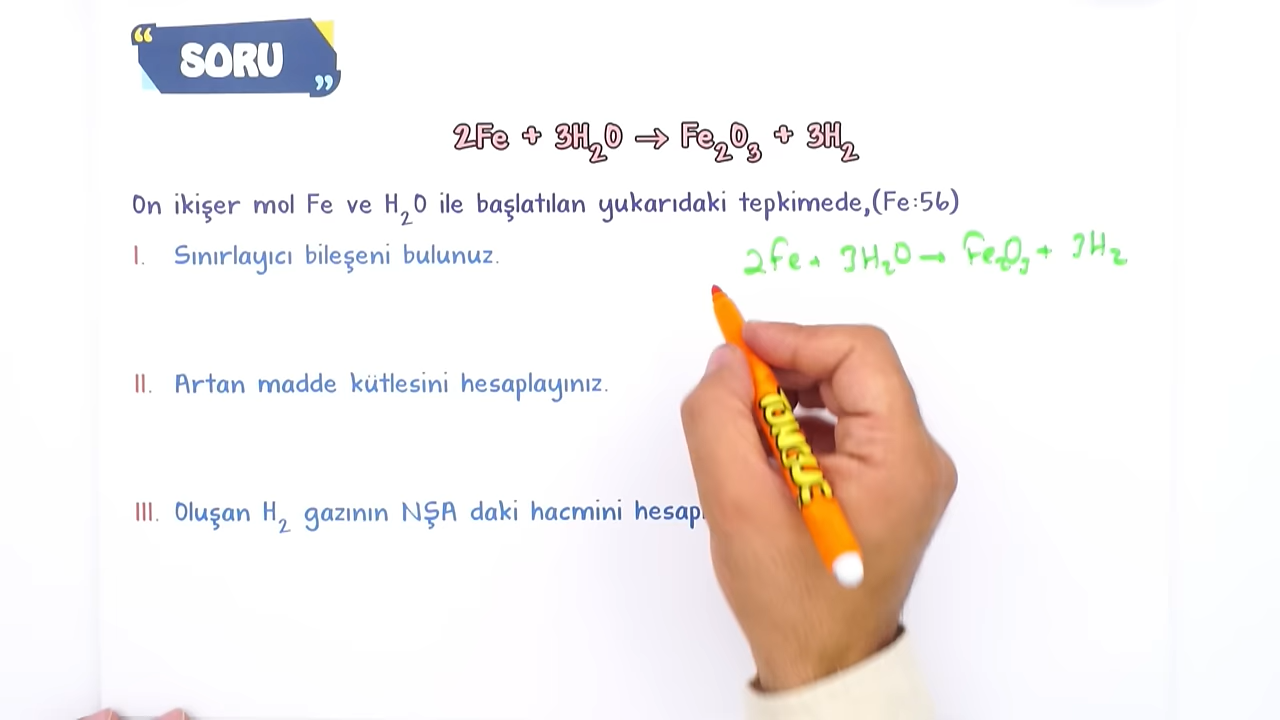 SORU
2Fe + 3H₂O → Fe₂O₃ + 3H₂
On ikişer mol Fe ve H₂O ile başlatılan yukarıdaki tepkimede,(Fe:56)
I. Sınırlayıcı bileşeni bulunuz.
2Fe + 3H₂O → Fe₂O₃ + 3H₂
II. Artan madde kütlesini hesaplayınız.
III. Oluşan H₂ gazının NŞA daki hacmini
TONGUÇ